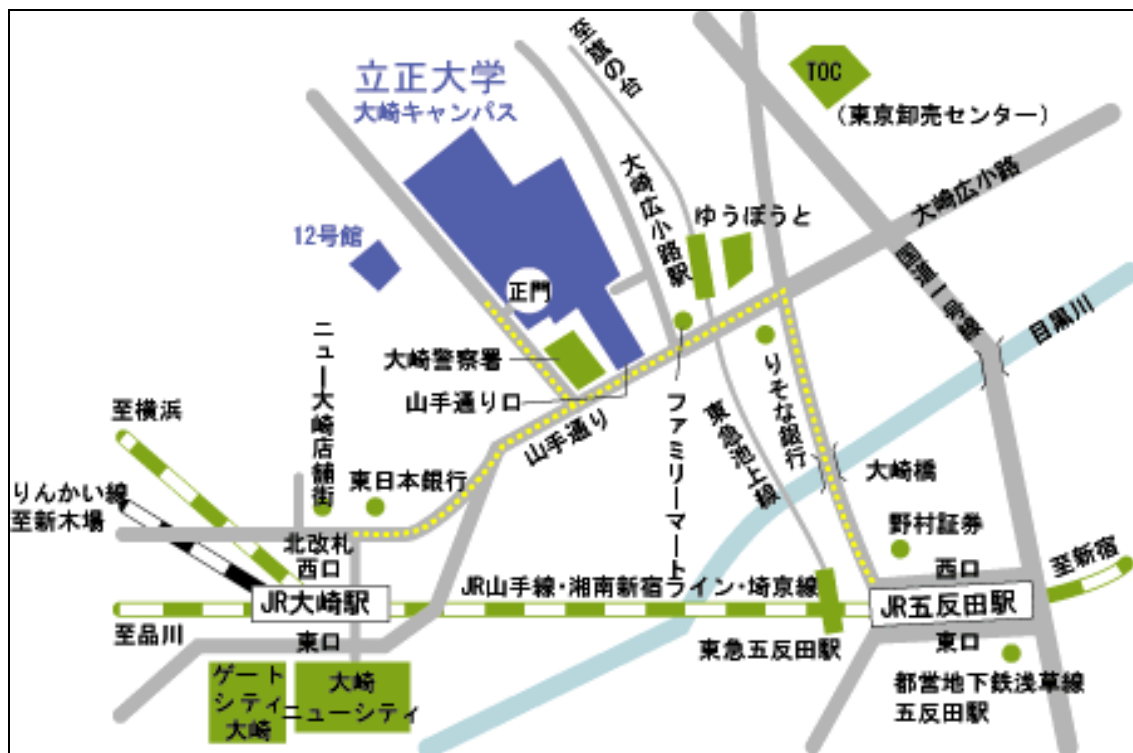 立正大学
大崎キャンパス
至旗の台
TOC
(東京卸売センター)
大崎広小路
大崎広小路駅
ゆうぽうと
12号館
正門
国道一号線
目黒川
大崎警察署
山手通り口
山手通り
ニュー大崎店舗街
ファミリーマート
りそな銀行
東急池上線
至横浜
りんかい線
至新木場
東日本銀行
大崎橋
野村証券
北改札
西口
JR大崎駅
東口
至品川
JR山手線・湘南新宿ライン・埼京線
西口
至新宿
JR五反田駅
東口
東急五反田駅
都営地下鉄浅草線
五反田駅
ゲート
シティ
大崎
大崎
ニューシティ